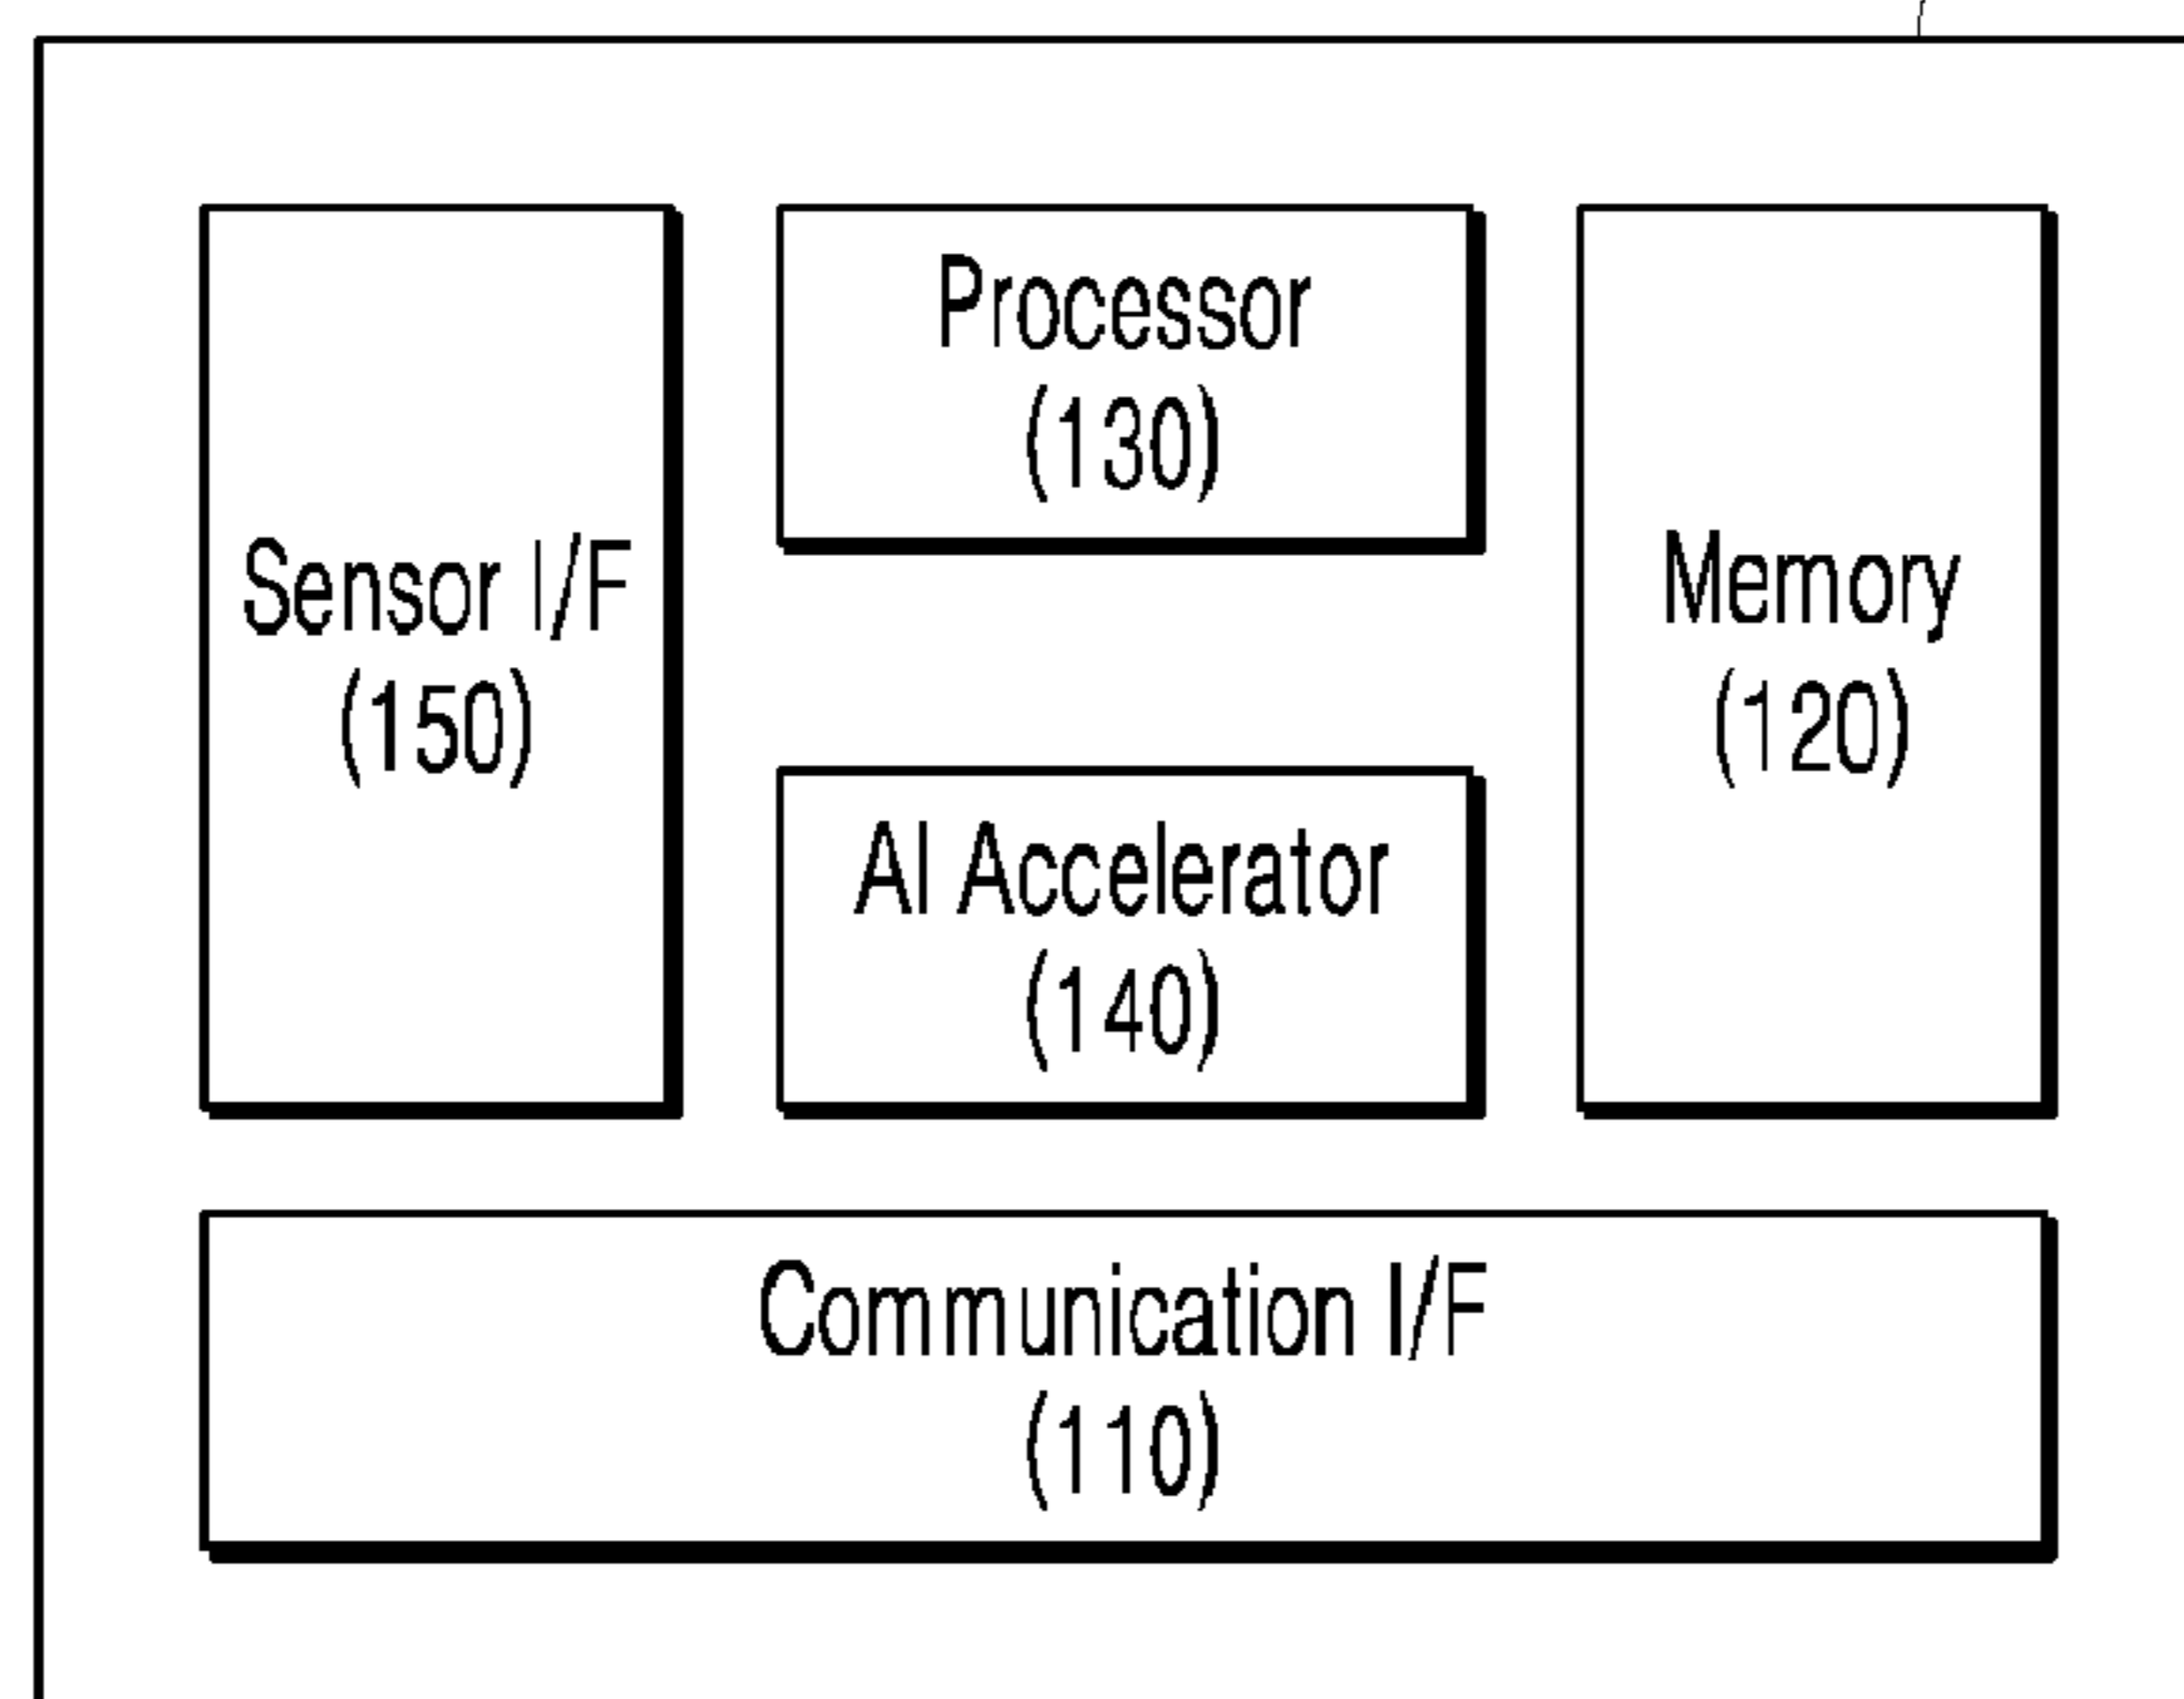 Processor
(130)
Sensor I/F
(150)
Memory
(120)
AI Accelerator
(140)
Communication I/F
(110)